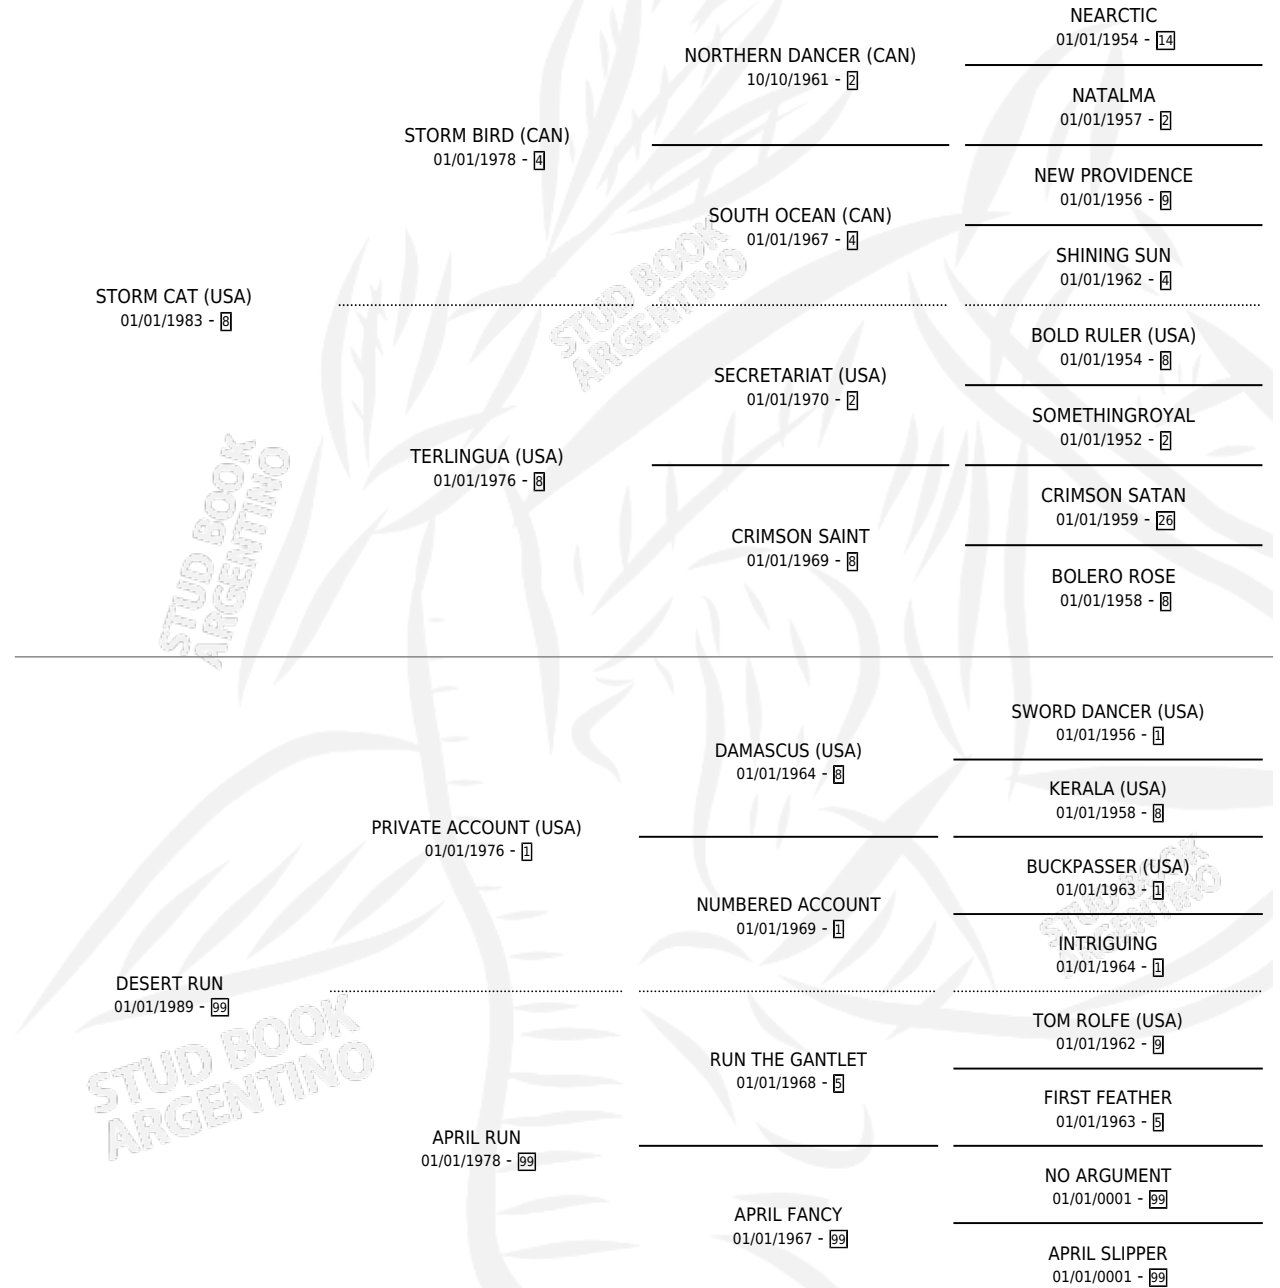 NEARCTIC
01/01/1954 - 14
NORTHERN DANCER (CAN)
10/10/1961 - 2
NATALMA
01/01/1957 - 2
STORM BIRD (CAN)
01/01/1978 - 4
NEW PROVIDENCE
01/01/1956 - 9
SOUTH OCEAN (CAN)
01/01/1967 - 4
SHINING SUN
01/01/1962 - 4
STORM CAT (USA)
01/01/1983 - 8
BOLD RULER (USA)
01/01/1954 - 8
SECRETARIAT (USA)
01/01/1970 - 2
SOMETHINGROYAL
01/01/1952 - 2
TERLINGUA (USA)
01/01/1976 - 8
CRIMSON SATAN
01/01/1959 - 26
CRIMSON SAINT
01/01/1969 - 8
BOLERO ROSE
01/01/1958 - 8
SWORD DANCER (USA)
01/01/1956 - 1
DAMASCUS (USA)
01/01/1964 - 8
KERALA (USA)
01/01/1958 - 8
PRIVATE ACCOUNT (USA)
01/01/1976 - 1
BUCKPASSER (USA)
01/01/1963 - 1
NUMBERED ACCOUNT
01/01/1969 - 1
INTRIGUING
01/01/1964 - 1
DESERT RUN
01/01/1989 - 99
TOM ROLFE (USA)
01/01/1962 - 9
RUN THE GANTLET
01/01/1968 - 5
FIRST FEATHER
01/01/1963 - 5
APRIL RUN
01/01/1978 - 99
NO ARGUMENT
01/01/0001 - 99
APRIL FANCY
01/01/1967 - 99
APRIL SLIPPER
01/01/0001 - 99
STUD BOOK
ARGENTINO
STUD BOOK
ARGENTINO
STUD BOOK
ARGENTINO
STUD BOOK
ARGENTINO